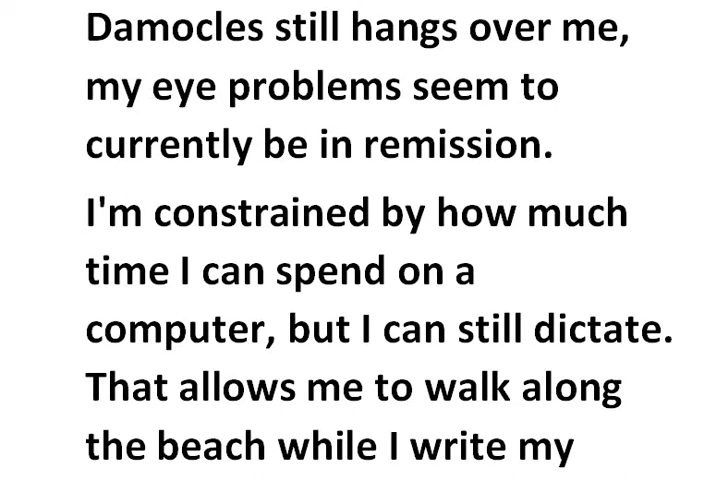 Damocles still hangs over me,
my eye problems seem to
currently be in remission.
I'm constrained by how much
time I can spend on a
computer, but I can still dictate.
That allows me to walk along
the beach while I write my